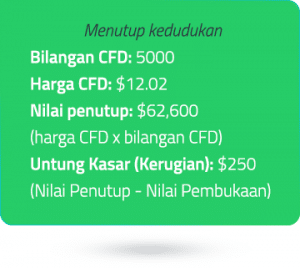 Menutup kedudukan
Bilangan CFD: 5000
Harga CFD: $12.02
Nilai penutup: $62,600
(harga CFD x bilangan CFD)
Untung Kasar (Kerugian): $250
(Nilai Penutup - Nilai Pembukaan)